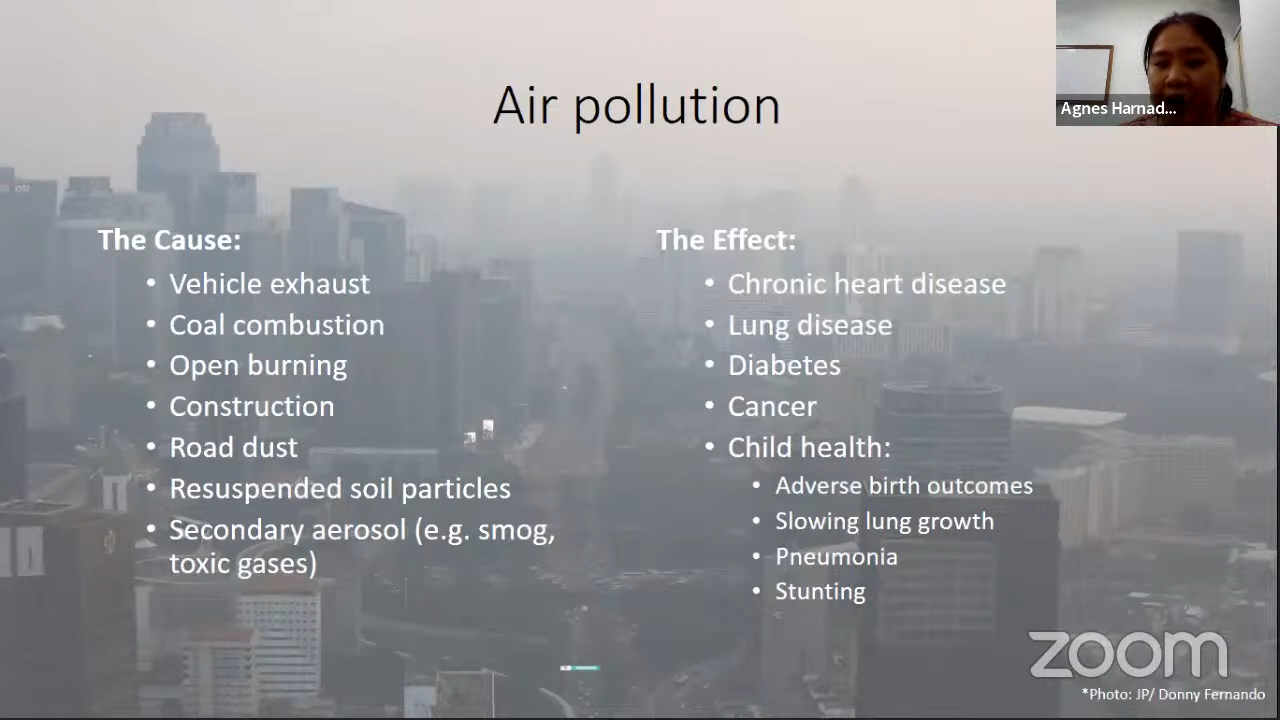 Air pollution
Agnes Harnad...
The Cause:
• Vehicle exhaust
• Coal combustion
• Open burning
• Construction
• Road dust
• Resuspended soil particles
• Secondary aerosol (e.g. smog,
toxic gases)
The Effect:
• Chronic heart disease
• Lung disease
• Diabetes
• Cancer
• Child health:
• Adverse birth outcomes
• Slowing lung growth
• Pneumonia
• Stunting
zoom
*Photo: JP/ Donny Fernando